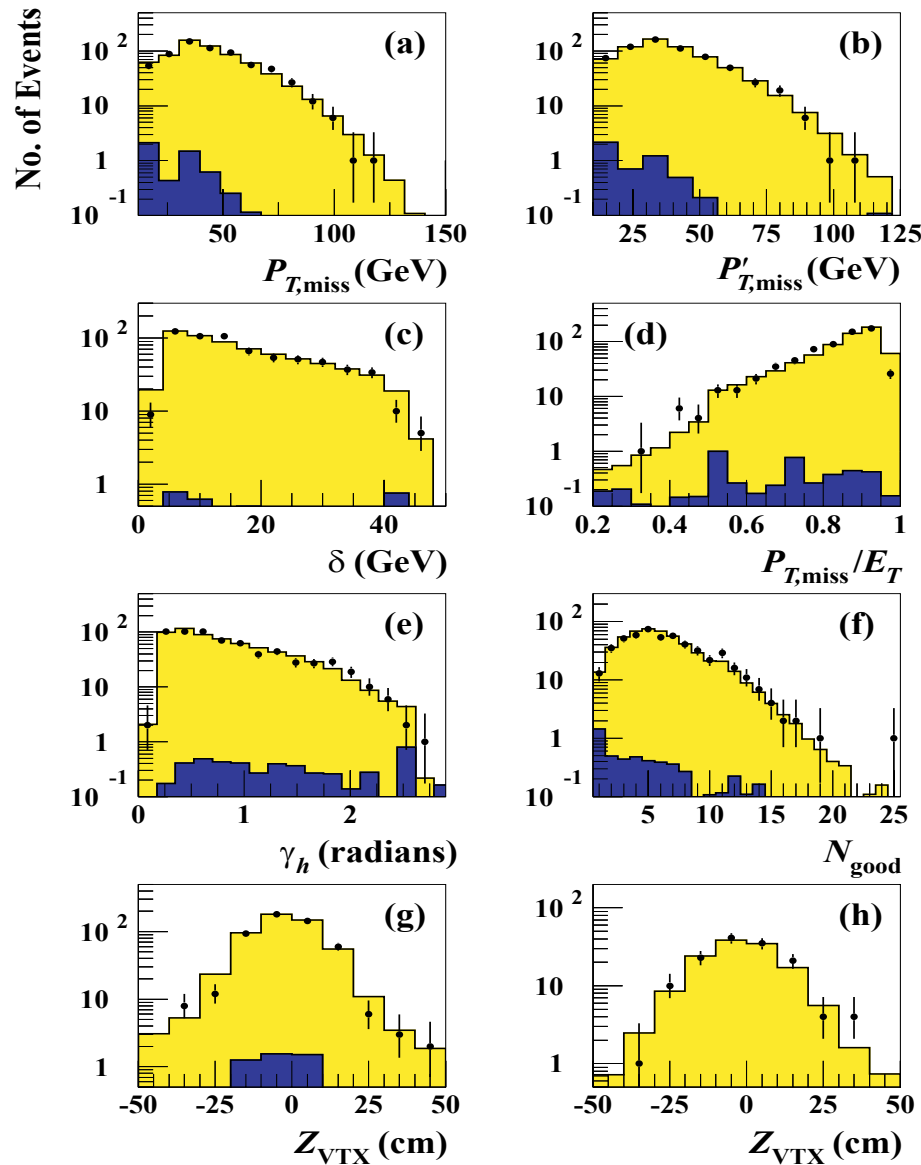 No. of Events
(a)
10 2
10
1
10 -1
50 100 150
P T,miss (GeV)
(b)
10 2
10
1
10 -1
25 50 75 100 125
P′ T,miss (GeV)
(c)
10 2
10
1
0 20 40
δ (GeV)
(d)
10 2
10
1
10 -1
0.2 0.4 0.6 0.8 1
P T,miss /E T
(e)
10 2
10
1
10 -1
0 1 2
γ h (radians)
(f)
10 2
10
1
10 -1
5 10 15 20 25
N good
(g)
10 2
10
1
-50 -25 0 25 50
Z VTX (cm)
(h)
10 2
10
1
-50 -25 0 25 50
Z VTX (cm)